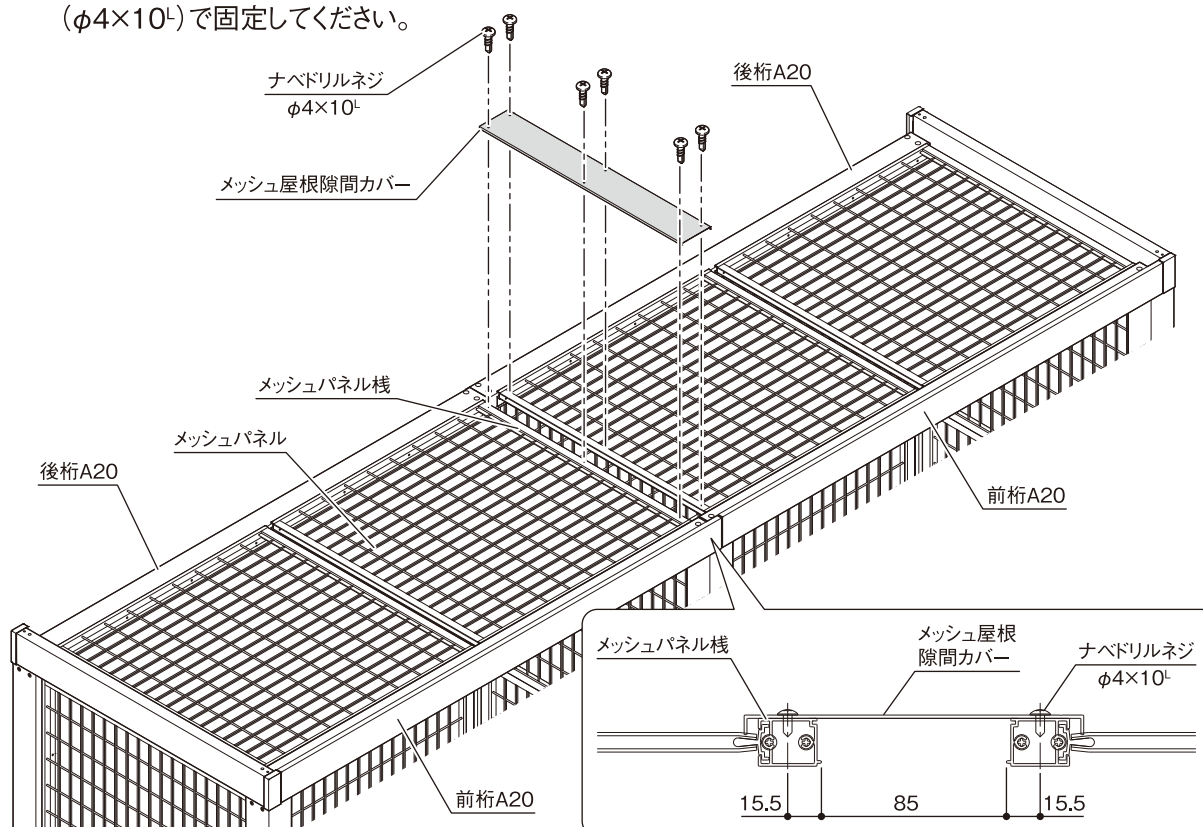 （φ4×10ᴸ）で固定してください。
ナベドリルネジ
φ4×10ᴸ
後桁A20
メッシュ屋根隙間カバー
メッシュパネル桟
メッシュパネル
後桁A20
前桁A20
メッシュパネル桟
メッシュ屋根
隙間カバー
ナベドリルネジ
φ4×10ᴸ
前桁A20
15.5
85
15.5